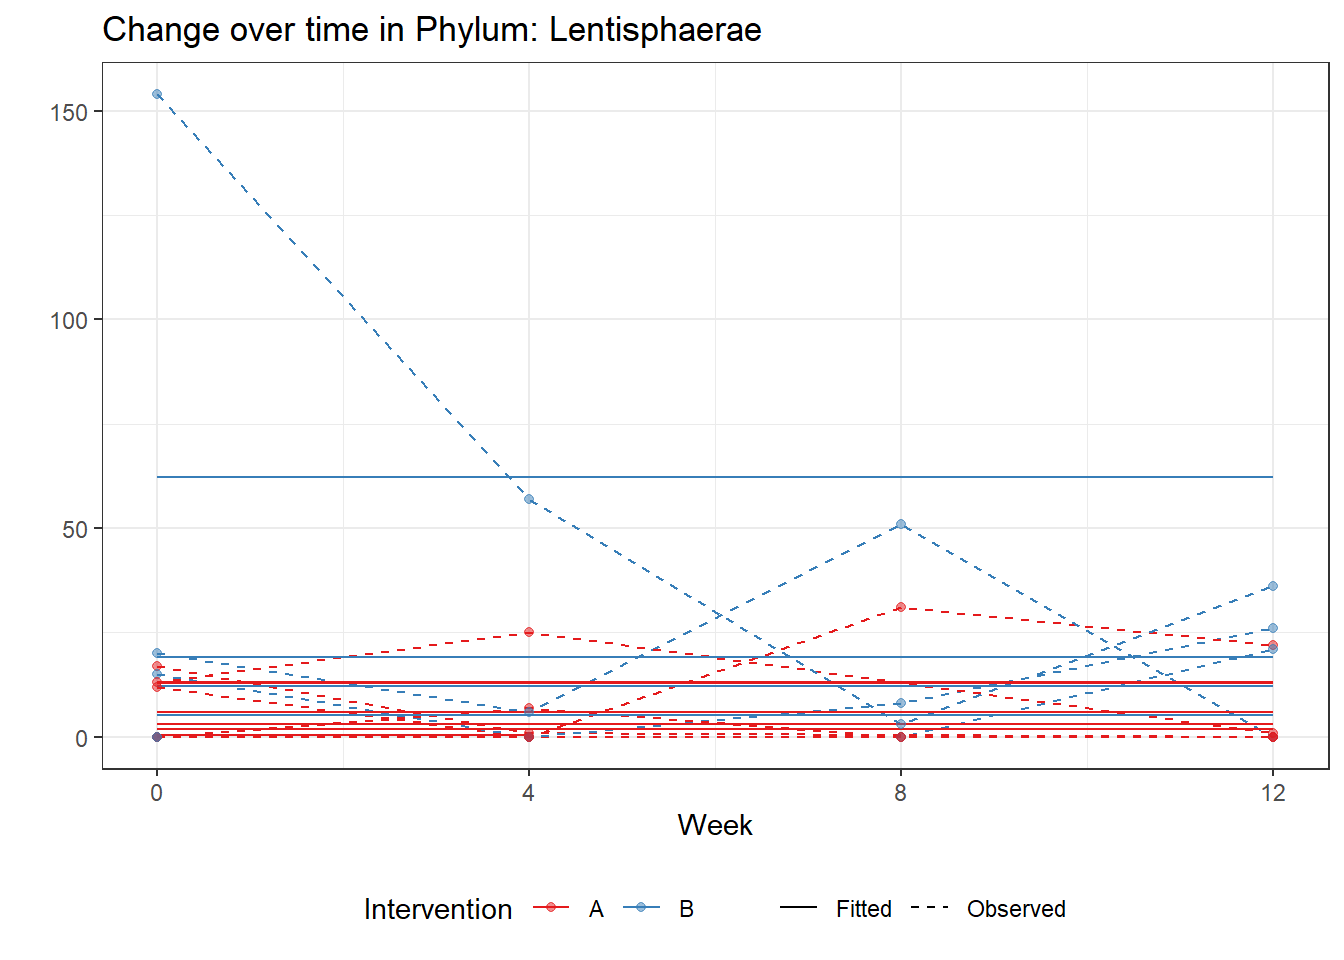 Change over time in Phylum: Lentisphaerae
150
100
50
0
0 4 8 12
Week
Intervention A B Fitted Observed